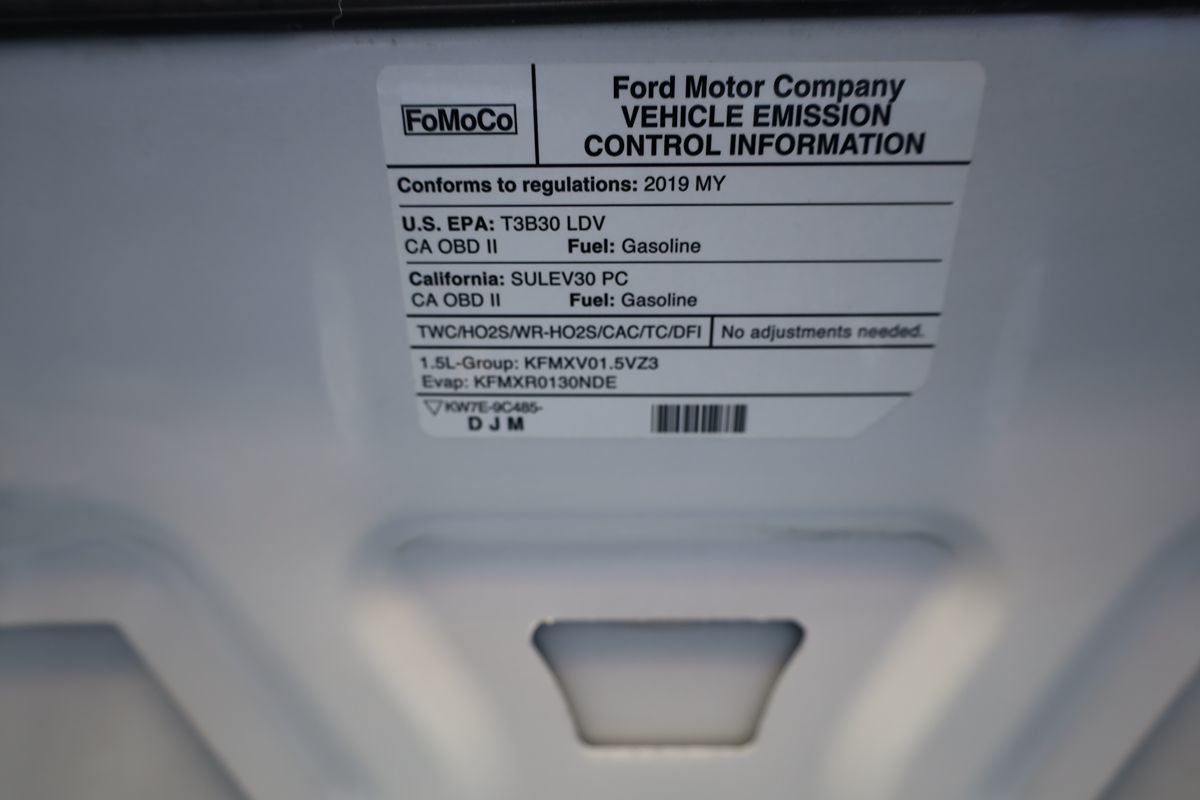 FoMoCo
Ford Motor Company
VEHICLE EMISSION
CONTROL INFORMATION
Conforms to regulations: 2019 MY
U.S. EPA: T3B30 LDV
CA OBD II Fuel: Gasoline
California: SULEV30 PC
CA OBD II Fuel: Gasoline
TWC/HO2S/WR-HO2S/CAC/TC/DFI No adjustments needed.
1.5L-Group: KFMXV01.5VZ3
Evap: KFMXR0130NDE
KW7E-9C485-
D J M